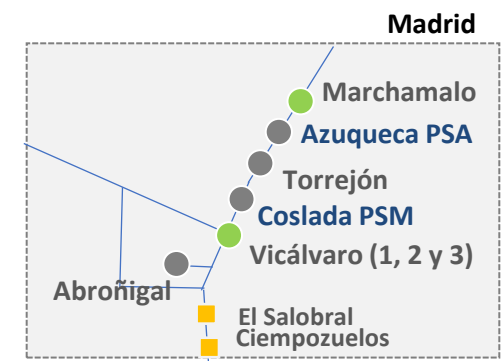 Madrid
Marchamalo
Azuqueca PSA
Torrejón
Coslada PSM
Vicálvaro (1, 2 y 3)
Abroñigal
El Salobral
Ciempozuelos